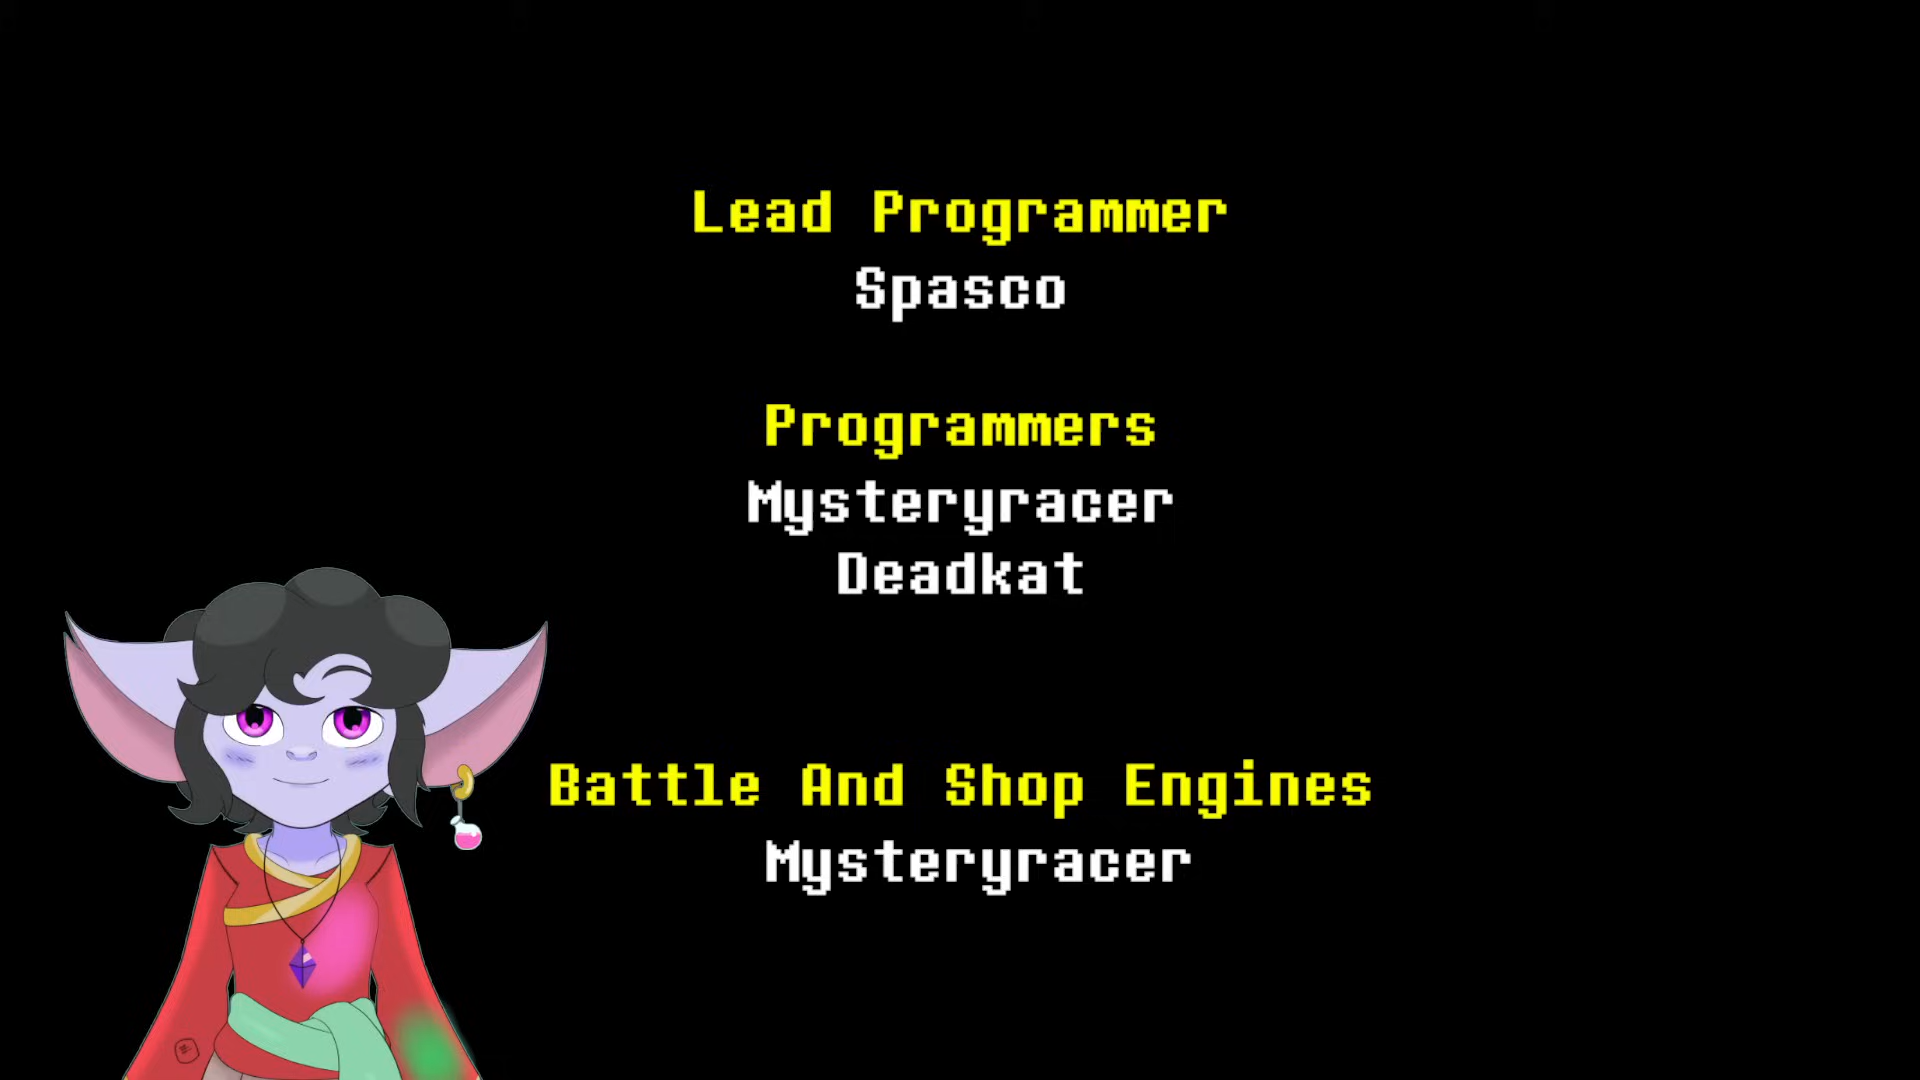 Lead Programmer
Spasco
Programmers
Mysteryracer
Deadkat
Battle And Shop Engines
Mysteryracer